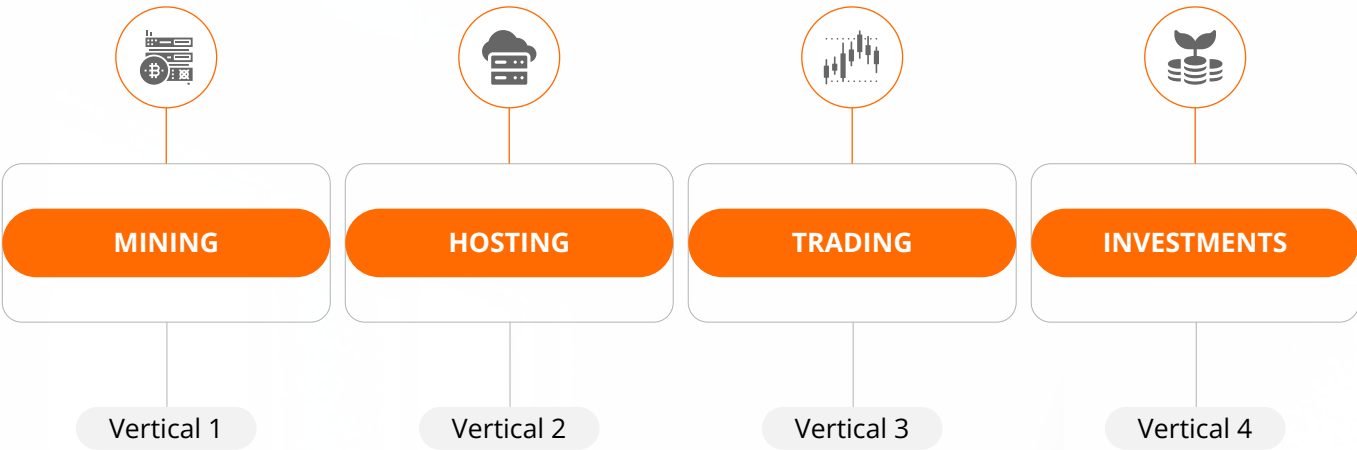 MINING
HOSTING
TRADING
INVESTMENTS
Vertical 1
Vertical 2
Vertical 3
Vertical 4